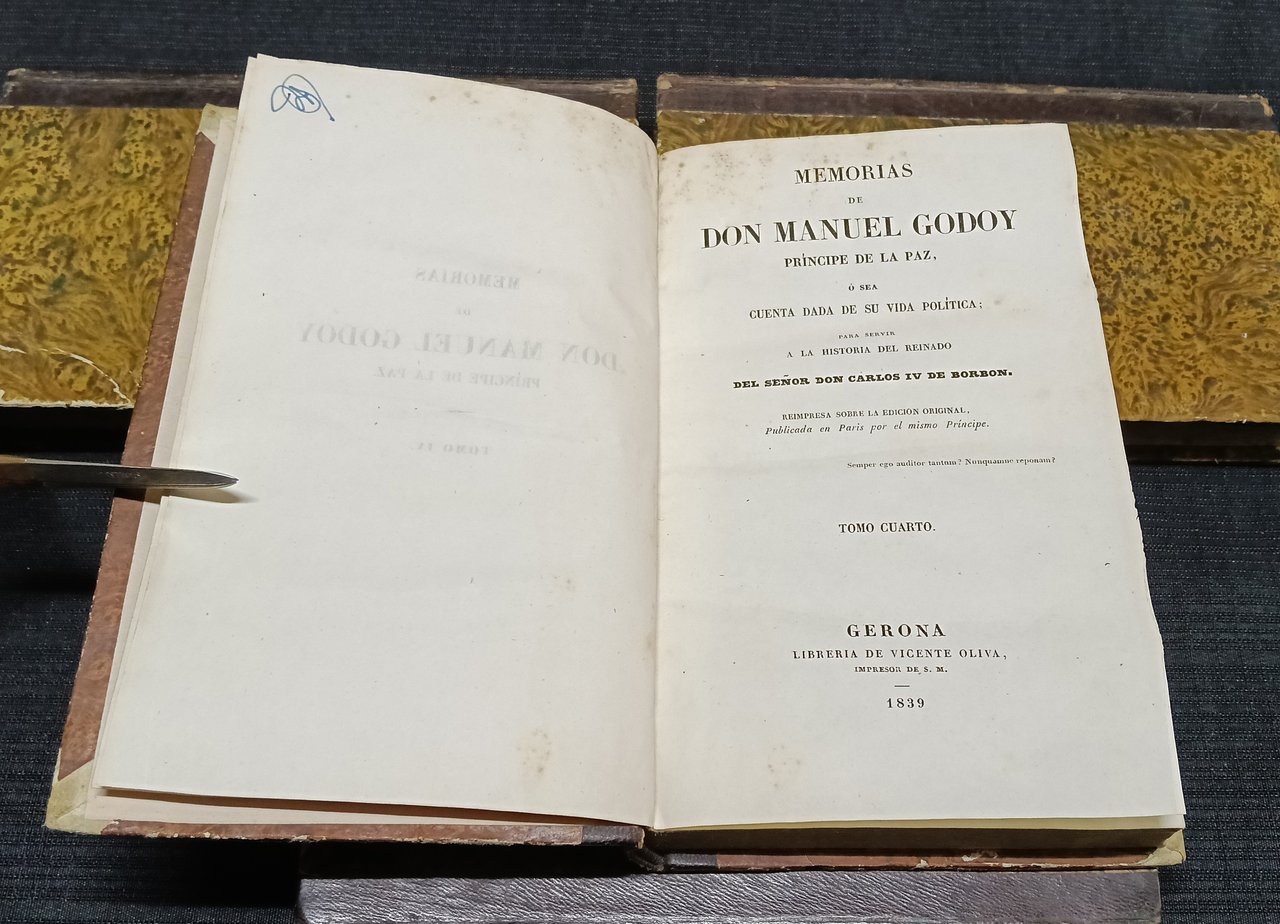 MEMORIAS
DE
DON MANUEL GODOY
PRÍNCIPE DE LA PAZ,
Ó SEA
CUENTA DADA DE SU VIDA POLÍTICA;
PARA SERVIR
A LA HISTORIA DEL REINADO
DEL SEÑOR DON CARLOS IV DE BORBON.
REIMPRESA SOBRE LA EDICION ORIGINAL,
Publicada en Paris por el mismo Príncipe.
Semper ego auditor tantum? Nunquamne reponam?
TOMO CUARTO.
GERONA
LIBRERIA DE VICENTE OLIVA,
IMPRESOR DE S. M.
1839